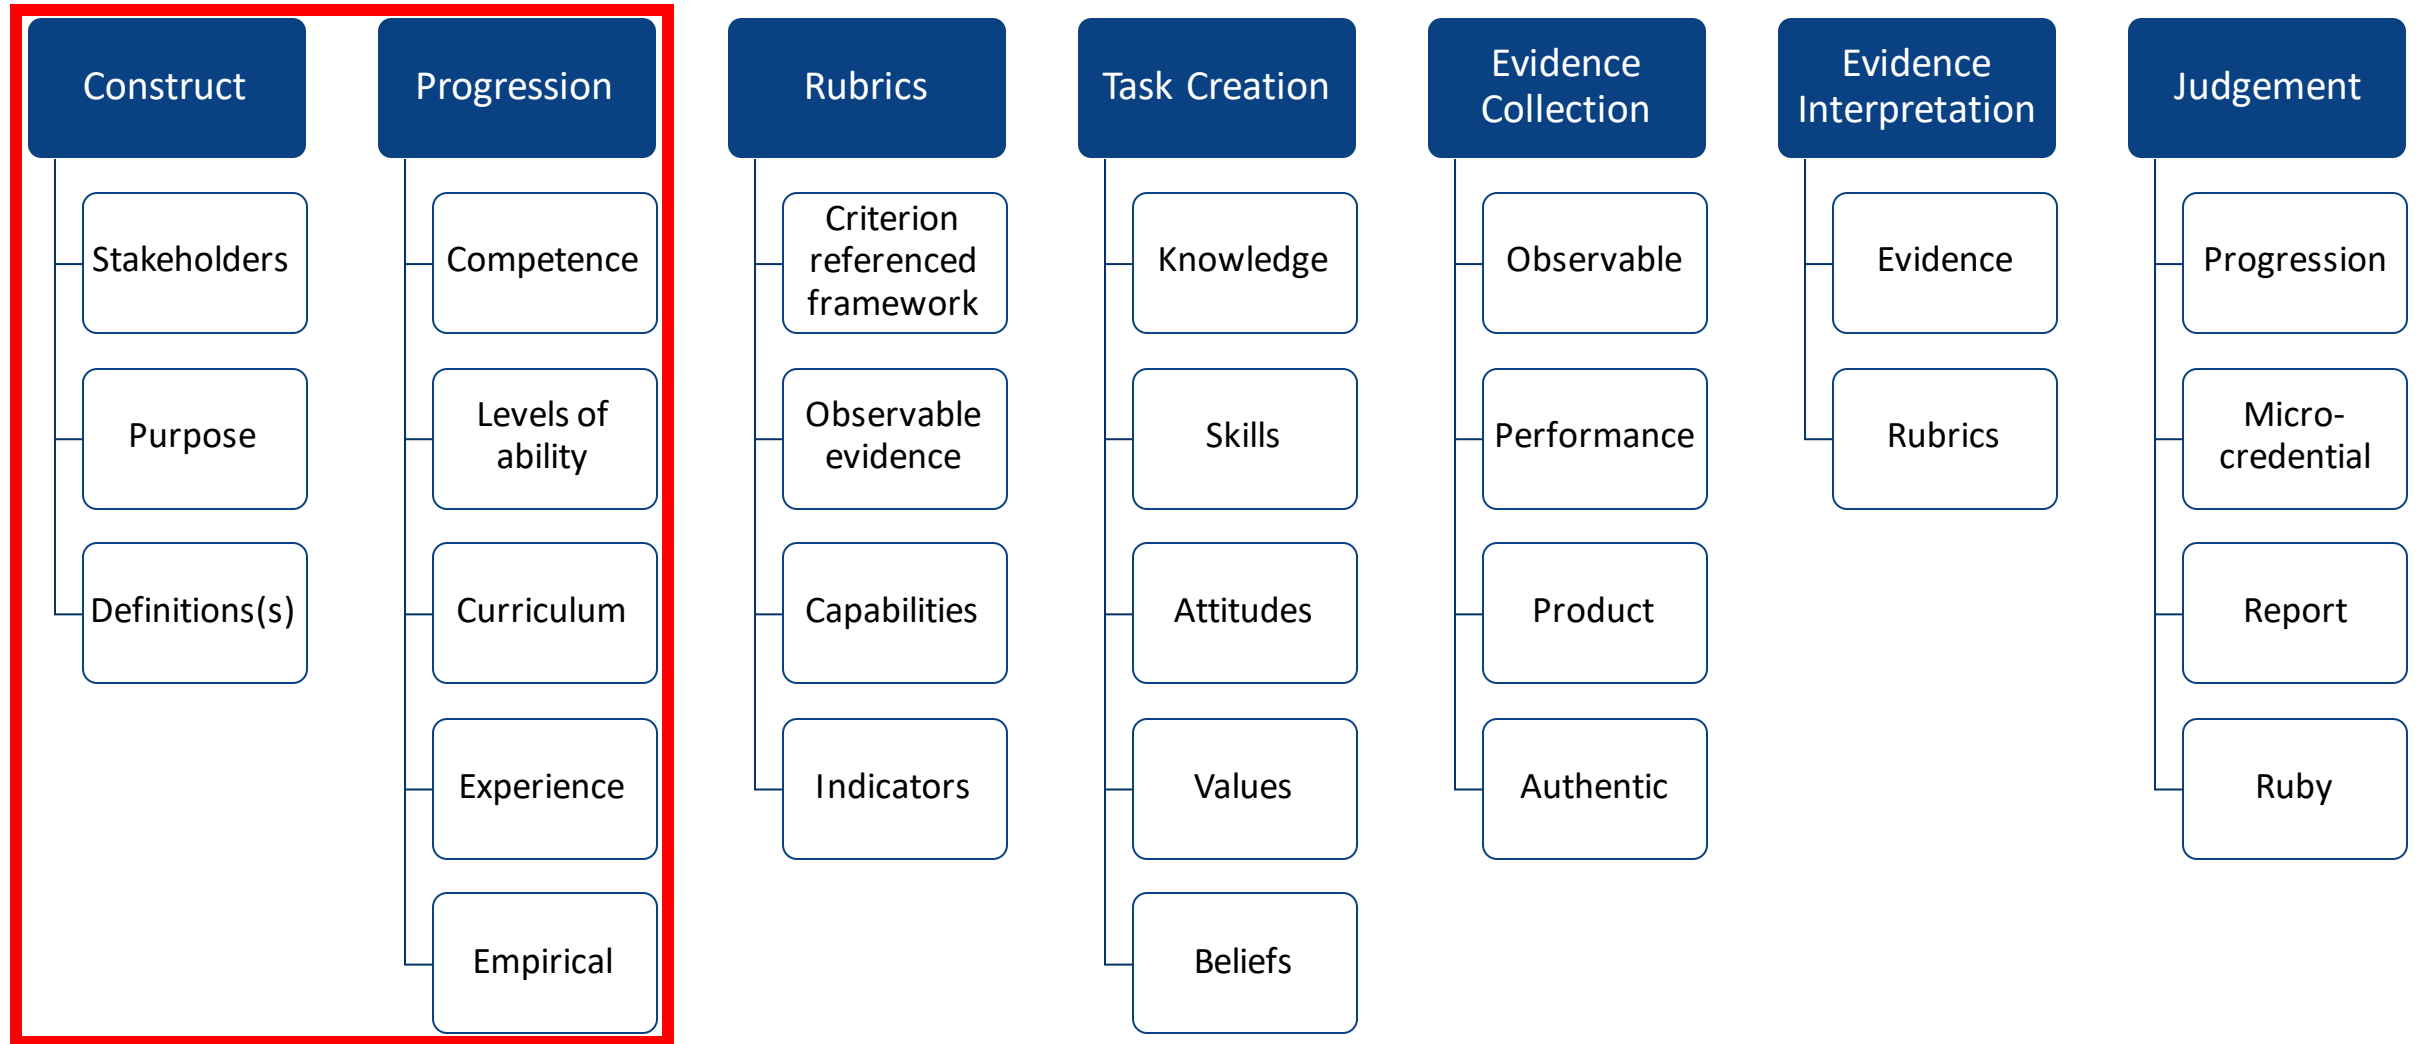 Construct
Stakeholders
Purpose
Definitions(s)
Progression
Competence
Levels of
ability
Curriculum
Experience
Empirical
Rubrics
Criterion
referenced
framework
Observable
evidence
Capabilities
Indicators
Task Creation
Knowledge
Skills
Attitudes
Values
Beliefs
Evidence
Collection
Observable
Performance
Product
Authentic
Evidence
Interpretation
Evidence
Rubrics
Judgement
Progression
Micro-
credential
Report
Ruby